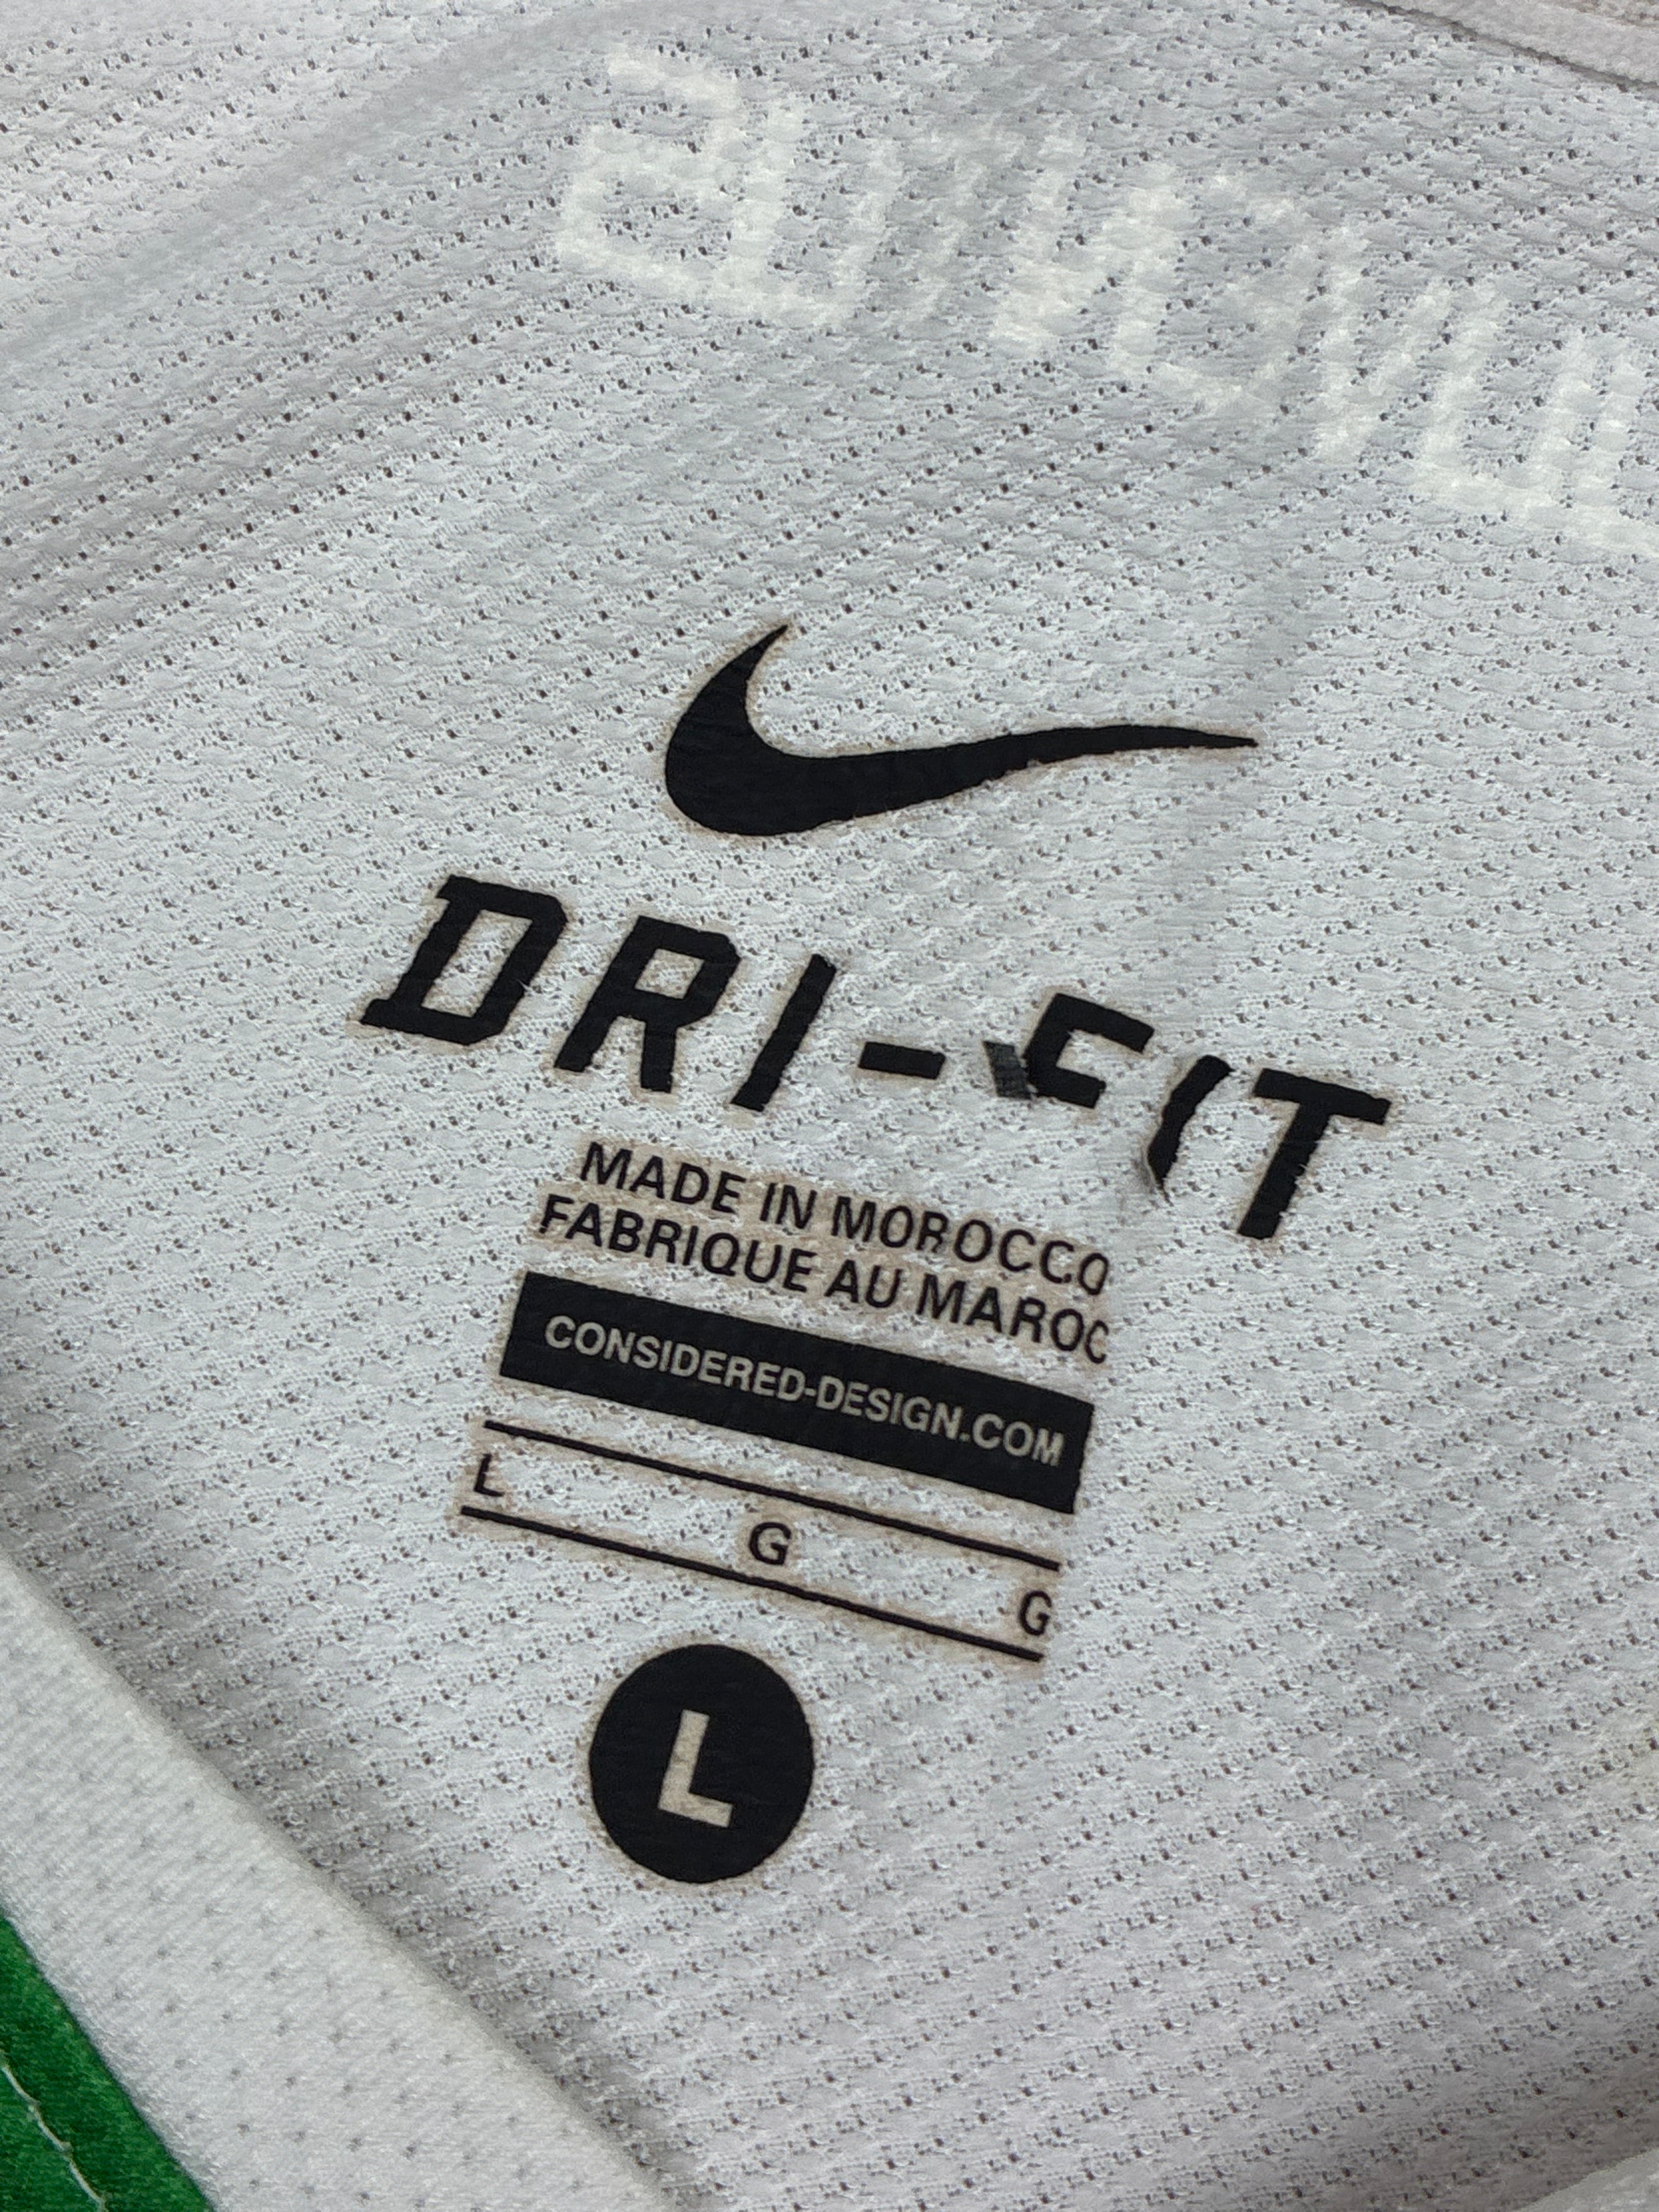 DRI-FIT
MADE IN MOROCCO
FABRIQUE AU MAROC
CONSIDERED-DESIGN.COM
L G G
L